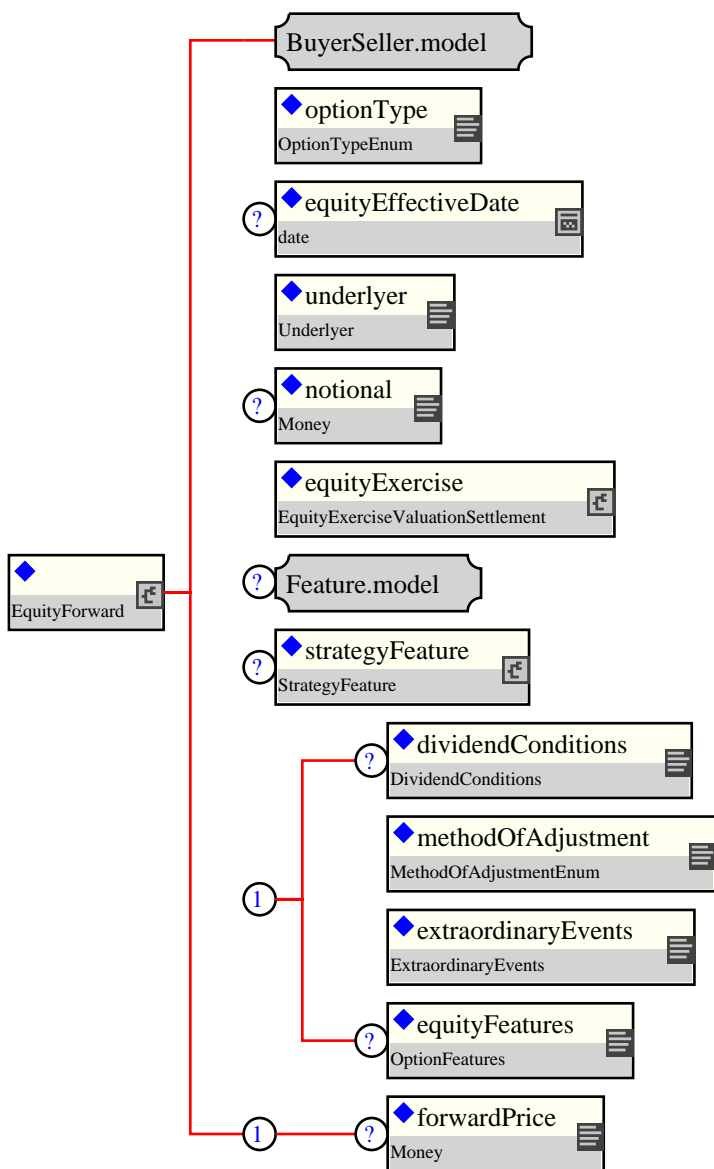 BuyerSeller.model
optionType
OptionTypeEnum
?
equityEffectiveDate
date
underlyer
Underlyer
?
notional
Money
equityExercise
EquityExerciseValuationSettlement
EquityForward
?
Feature.model
?
strategyFeature
StrategyFeature
?
dividendConditions
DividendConditions
methodOfAdjustment
MethodOfAdjustmentEnum
1
extraordinaryEvents
ExtraordinaryEvents
?
equityFeatures
OptionFeatures
1
?
forwardPrice
Money